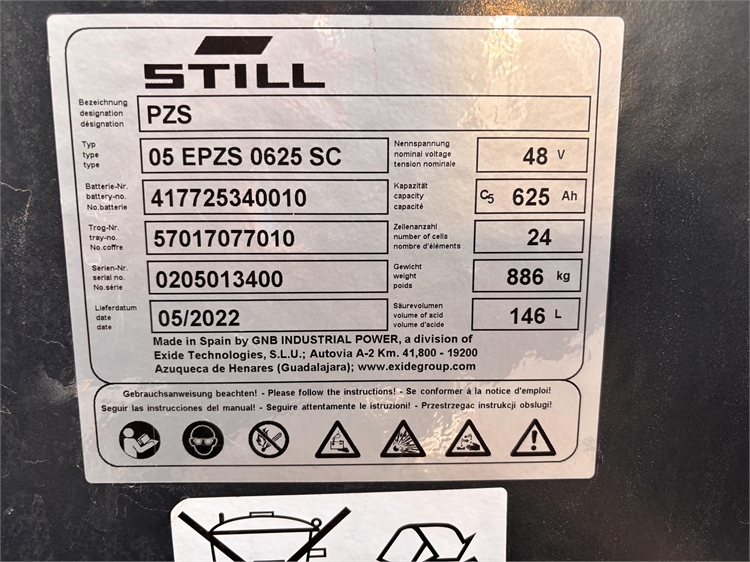 STILL
Bezeichnung
designation
dèsignation
PZS
Typ
type
type
05 EPZS 0625 SC
Nennspannung
nominal voltage
tension nominale
48 V
Batterie-Nr.
battery-no.
No.batterie
417725340010
Kapazität
capacity
capacité
C5 625 Ah
Trog-Nr.
tray-no.
No.coffre
57017077010
Zellenanzahl
number of cells
nombre d'éléments
24
Serien-Nr.
serial no.
No.série
0205013400
Gewicht
weight
poids
886 kg
Lieferdatum
date
date
05/2022
Säurevolumen
volume of acid
volume d'acide
146 L
Made in Spain by GNB INDUSTRIAL POWER, a division of
Exide Technologies, S.L.U.; Autovia A-2 Km. 41,800 - 19200
Azuqueca de Henares (Guadalajara); www.exidegroup.com
Gebrauchsanweisung beachten! - Please follow the instructions! - Se conformer à la notice d'emploi!
Seguir las instrucciones del manual! - Seguire attentamente le istruzioni! - Przestrzegac instrukcji obslugi!